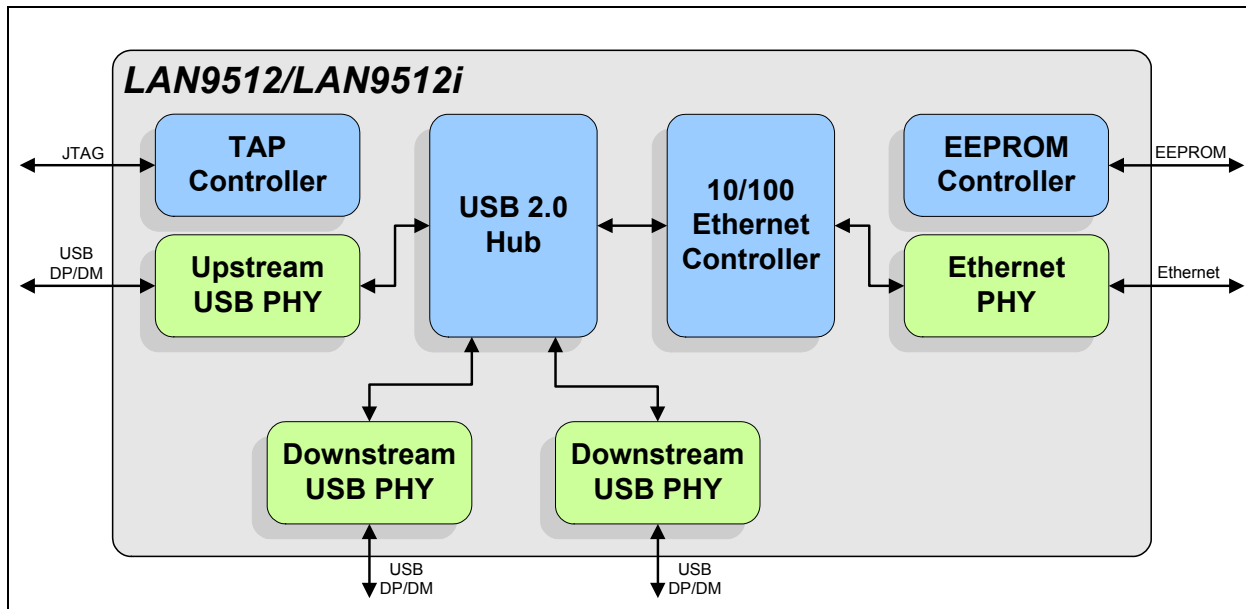 LAN9512/LAN9512i
JTAG
TAP
Controller
USB 2.0
Hub
10/100
Ethernet
Controller
EEPROM
Controller
EEPROM
USB
DP/DM
Upstream
USB PHY
Ethernet
PHY
Ethernet
Downstream
USB PHY
Downstream
USB PHY
USB
DP/DM
USB
DP/DM